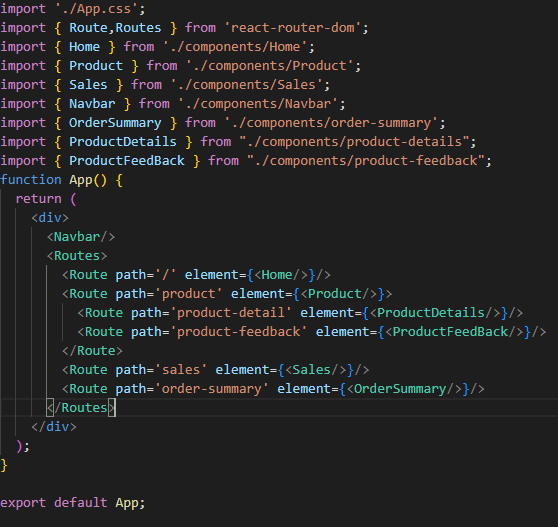 import './App.css';
import { Route,Routes } from 'react-router-dom';
import { Home } from './components/Home';
import { Product } from './components/Product';
import { Sales } from './components/Sales';
import { Navbar } from './components/Navbar';
import { OrderSummary } from './components/order-summary';
import { ProductDetails } from "./components/product-details";
import { ProductFeedBack } from "./components/product-feedback";
function App() {
  return (
    <div>
      <Navbar/>
      <Routes>
        <Route path='/' element={<Home/>}/>
        <Route path='product' element={<Product/>}>
          <Route path='product-detail' element={<ProductDetails/>}/>
          <Route path='product-feedback' element={<ProductFeedBack/>}/>
        </Route>
        <Route path='sales' element={<Sales/>}/>
        <Route path='order-summary' element={<OrderSummary/>}/>
      </Routes>
    </div>
  );
}

export default App;